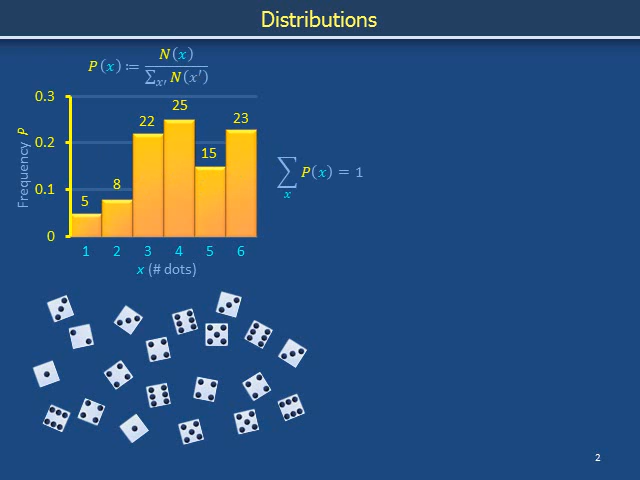 Distributions
P(x) ≔ N(x) / ∑x′ N(x′)
0.3
25
22
23
0.2
15
8
5
0.1
0
Frequency P
1 2 3 4 5 6
x (# dots)
∑x P(x) = 1
2